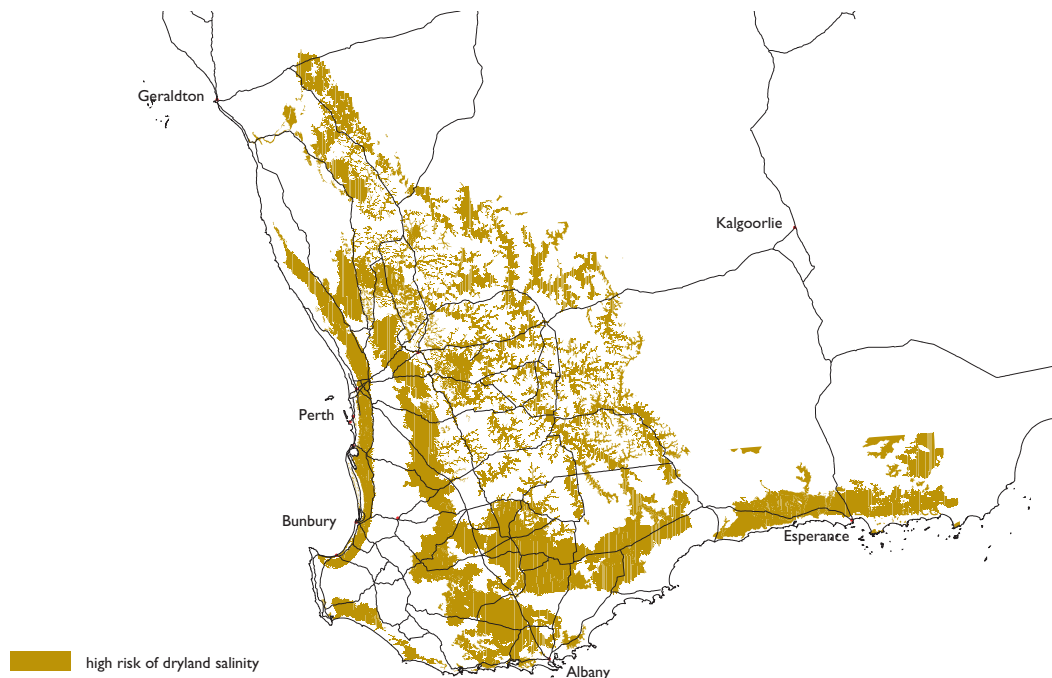 Geraldton
Kalgoorlie
Perth
Bunbury
Esperance
high risk of dryland salinity
Albany